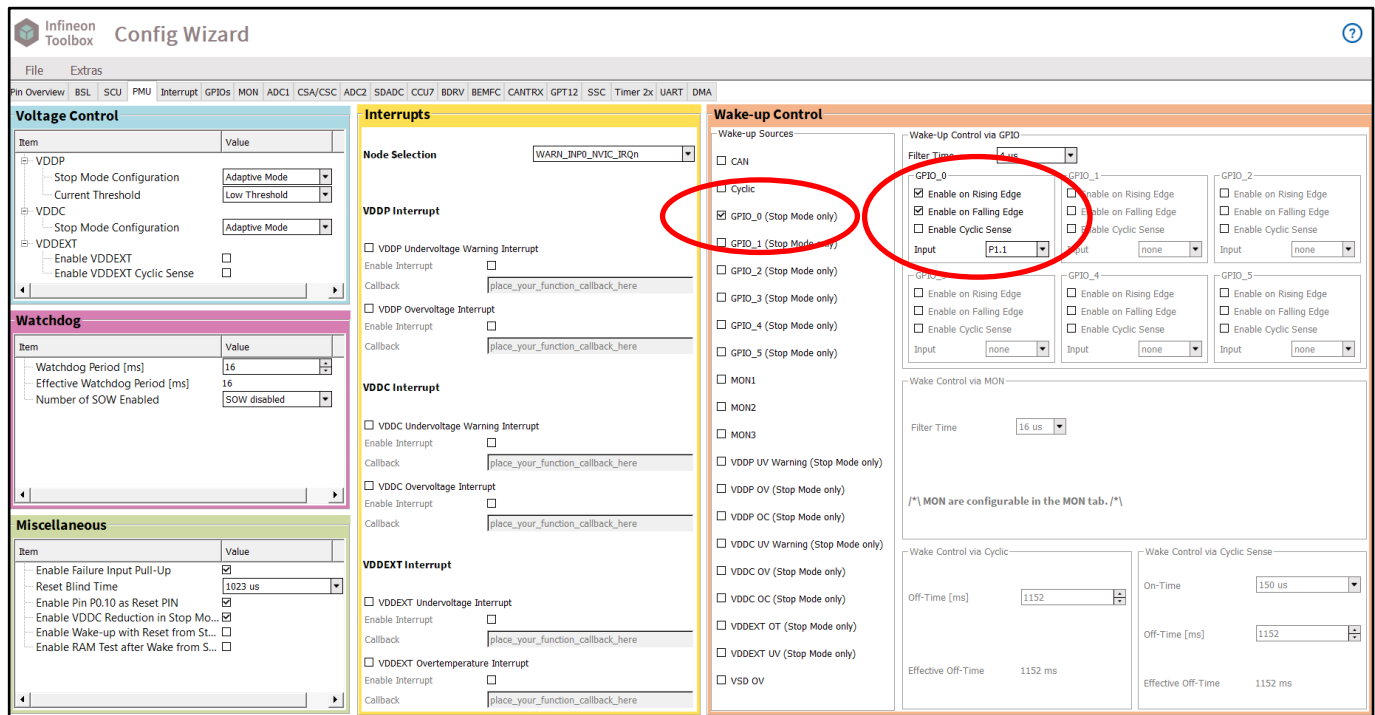 Infineon
Toolbox
Config Wizard
?
File Extras
Pin Overview BSL SCU PMU Interrupt GPIOs MON ADC1 CSA/CSC ADC2 SDADC CCU7 BDRV BEMFC CANTRX GPT12 SSC Timer 2x UART DMA
Voltage Control
Item Value
VDDP
Stop Mode Configuration Adaptive Mode
Current Threshold Low Threshold
VDDC
Stop Mode Configuration Adaptive Mode
VDDEXT
Enable VDDEXT
Enable VDDEXT Cyclic Sense
Watchdog
Item Value
Watchdog Period [ms] 16
Effective Watchdog Period [ms] 16
Number of SOW Enabled SOW disabled
Miscellaneous
Item Value
Enable Failure Input Pull-Up
Reset Blind Time 1023 us
Enable Pin P0.10 as Reset PIN
Enable VDDC Reduction in Stop Mo...
Enable Wake-up with Reset from St...
Enable RAM Test after Wake from S...
Interrupts
Node Selection WARN_INP0_NVIC_IRQn
VDDP Interrupt
VDDP Undervoltage Warning Interrupt
Enable Interrupt
Callback place_your_function_callback_here
VDDP Overvoltage Interrupt
Enable Interrupt
Callback place_your_function_callback_here
VDDC Interrupt
VDDC Undervoltage Warning Interrupt
Enable Interrupt
Callback place_your_function_callback_here
VDDC Overvoltage Interrupt
Enable Interrupt
Callback place_your_function_callback_here
VDDEXT Interrupt
VDDEXT Undervoltage Interrupt
Enable Interrupt
Callback place_your_function_callback_here
VDDEXT Overtemperature Interrupt
Enable Interrupt
Callback place_your_function_callback_here
Wake-up Control
Wake-up Sources
CAN
Cyclic
GPIO_0 (Stop Mode only)
GPIO_1 (Stop Mode only)
GPIO_2 (Stop Mode only)
GPIO_3 (Stop Mode only)
GPIO_4 (Stop Mode only)
GPIO_5 (Stop Mode only)
MON1
MON2
MON3
VDDP UV Warning (Stop Mode only)
VDDP OV (Stop Mode only)
VDDP OC (Stop Mode only)
VDDC UV Warning (Stop Mode only)
VDDC OV (Stop Mode only)
VDDC OC (Stop Mode only)
VDDEXT OT (Stop Mode only)
VDDEXT UV (Stop Mode only)
VSD OV
Wake-Up Control via GPIO
Filter Time 4 us
GPIO_0 GPIO_1 GPIO_2
Enable on Rising Edge Enable on Rising Edge Enable on Rising Edge
Enable on Falling Edge Enable on Falling Edge Enable on Falling Edge
Enable Cyclic Sense Enable Cyclic Sense Enable Cyclic Sense
Input P1.1 Input none Input none
GPIO_3 GPIO_4 GPIO_5
Enable on Rising Edge Enable on Rising Edge Enable on Rising Edge
Enable on Falling Edge Enable on Falling Edge Enable on Falling Edge
Enable Cyclic Sense Enable Cyclic Sense Enable Cyclic Sense
Input none Input none Input none
Wake Control via MON
Filter Time 16 us
/*\ MON are configurable in the MON tab. /*\
Wake Control via Cyclic
Off-Time [ms] 1152
Effective Off-Time 1152 ms
Wake Control via Cyclic Sense
On-Time 150 us
Off-Time [ms] 1152
Effective Off-Time 1152 ms